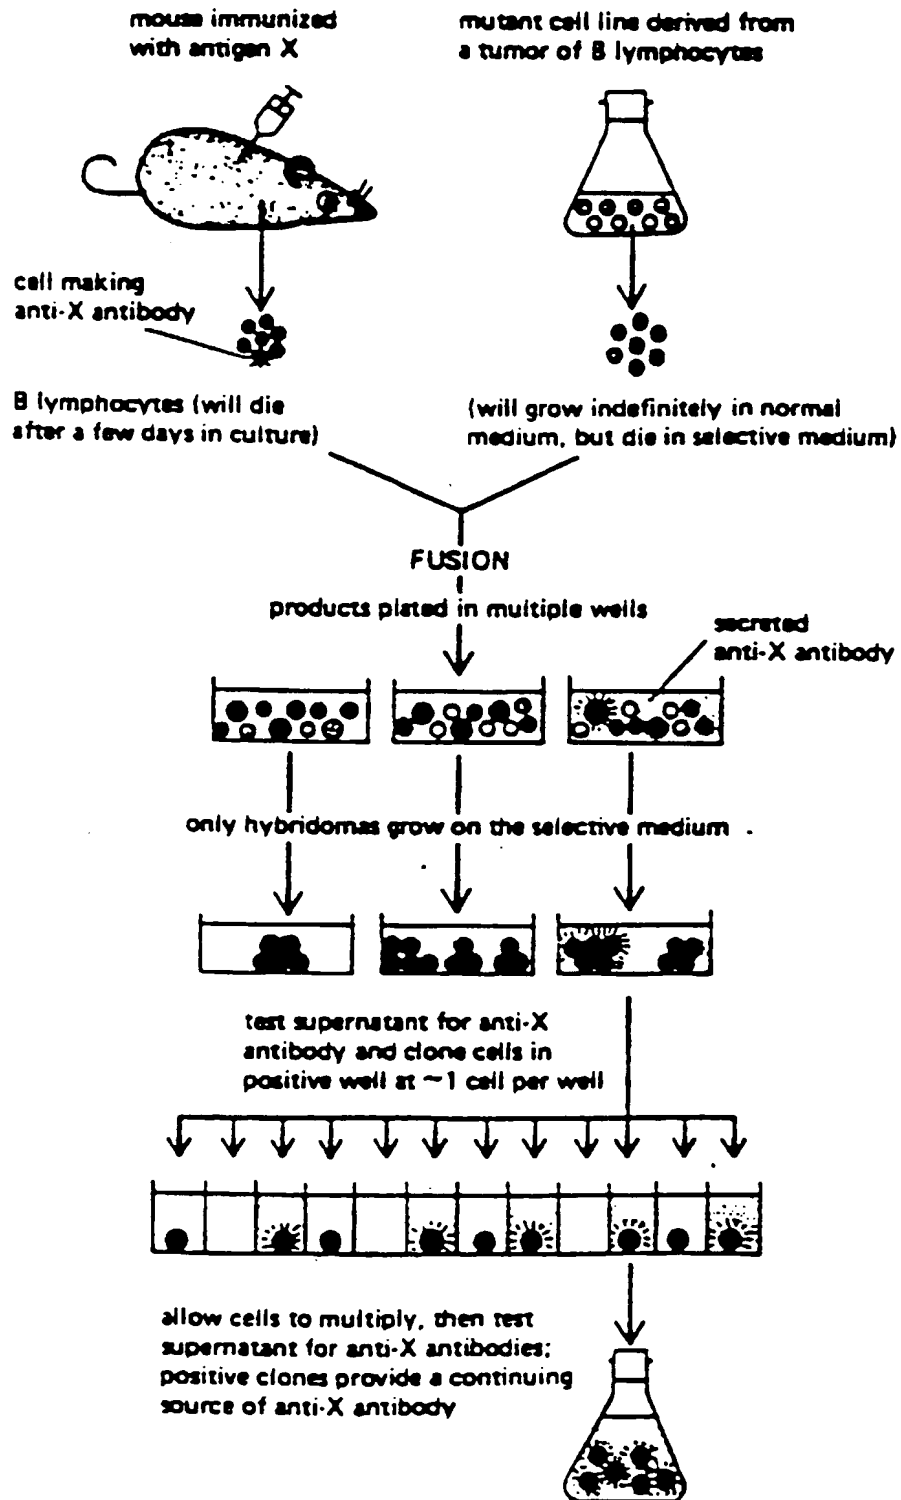 mouse immunized
with antigen X
mutant cell line derived from
a tumor of B lymphocytes
cell making
anti-X antibody
B lymphocytes (will die
after a few days in culture)
(will grow indefinitely in normal
medium, but die in selective medium)
FUSION
products plated in multiple wells
secreted
anti-X antibody
only hybridomas grow on the selective medium
test supernatant for anti-X
antibody and clone cells in
positive well at ~1 cell per well
allow cells to multiply, then test
supernatant for anti-X antibodies;
positive clones provide a continuing
source of anti-X antibody